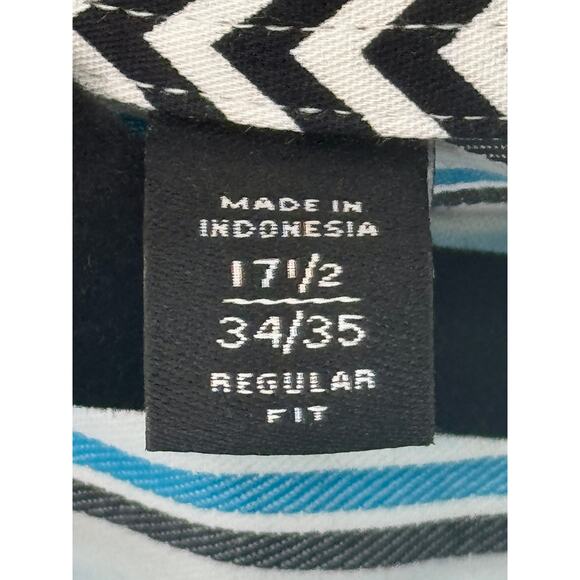 MADE IN
INDONESIA
17 1/2
34/35
REGULAR
FIT